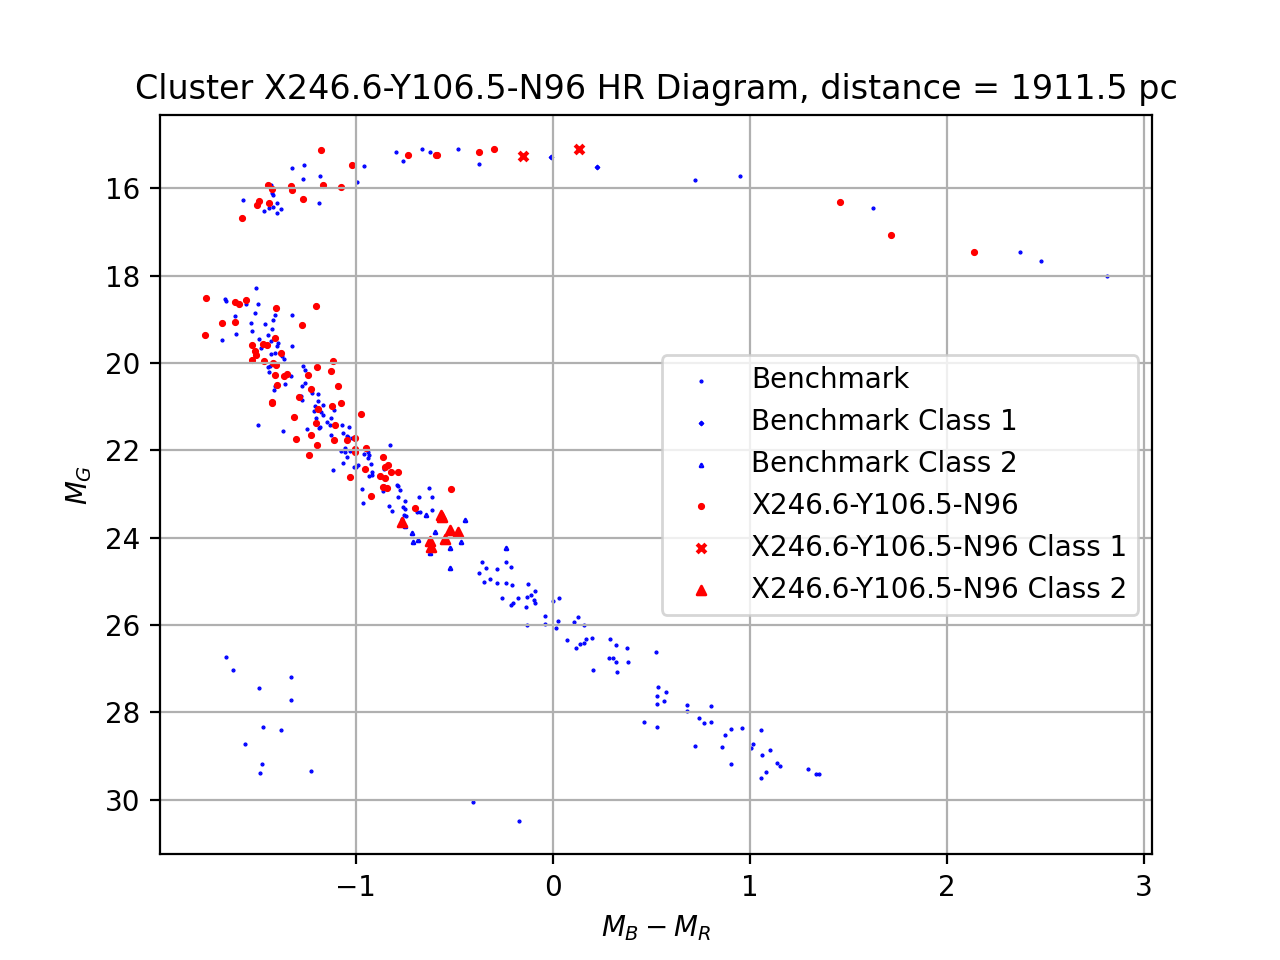 Cluster X246.6-Y106.5-N96 HR Diagram, distance = 1911.5 pc
16
18
20
22
24
26
28
30
M_G
Benchmark
Benchmark Class 1
Benchmark Class 2
X246.6-Y106.5-N96
X246.6-Y106.5-N96 Class 1
X246.6-Y106.5-N96 Class 2
−1 0 1 2 3
M_B − M_R